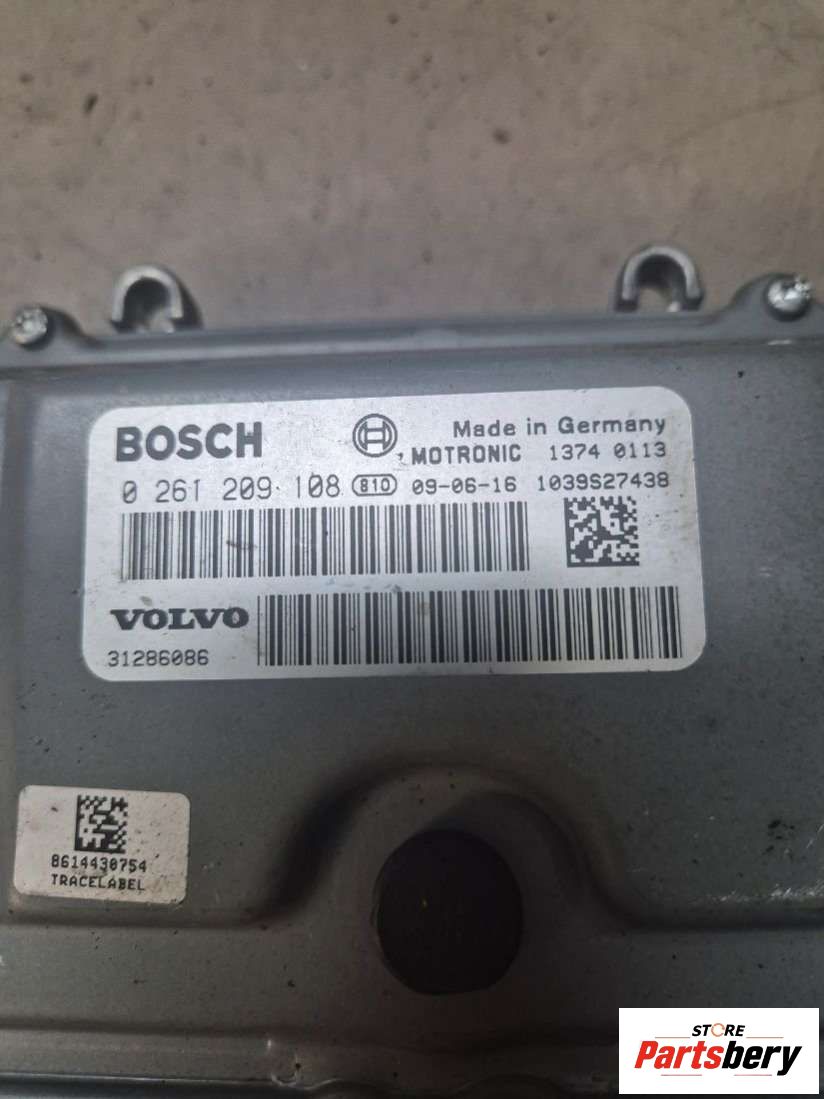 BOSCH
Made in Germany
MOTRONIC 1374 0113
0 261 209 108 810 09-06-16 1039S27438
VOLVO
31286086
8614430754
TRACELABEL
STORE
Partsbery